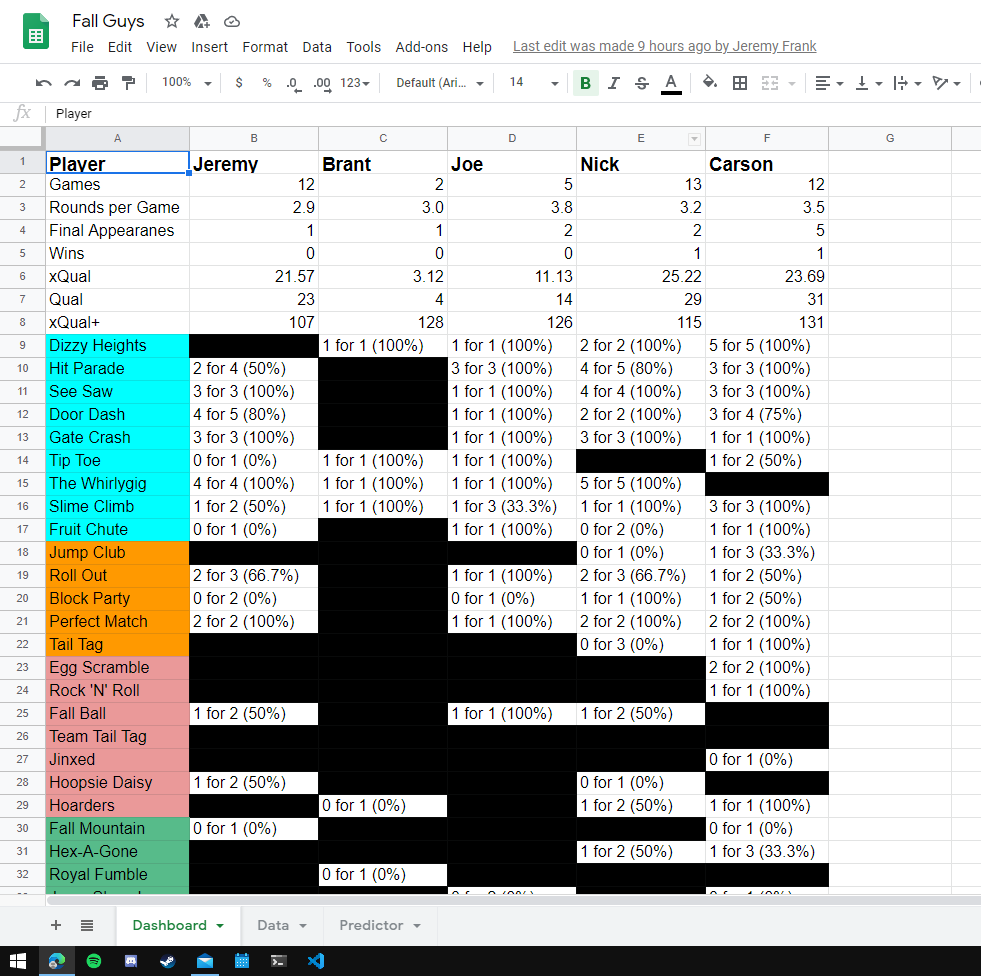 Fall Guys
File Edit View Insert Format Data Tools Add-ons Help Last edit was made 9 hours ago by Jeremy Frank
100% $ % .0 .00 123 Default (Ari... 14 B I S A
fx Player
A B C D E F G
1 Player Jeremy Brant Joe Nick Carson
2 Games 12 2 5 13 12
3 Rounds per Game 2.9 3.0 3.8 3.2 3.5
4 Final Appearanes 1 1 2 2 5
5 Wins 0 0 0 1 1
6 xQual 21.57 3.12 11.13 25.22 23.69
7 Qual 23 4 14 29 31
8 xQual+ 107 128 126 115 131
9 Dizzy Heights 1 for 1 (100%) 1 for 1 (100%) 2 for 2 (100%) 5 for 5 (100%)
10 Hit Parade 2 for 4 (50%) 3 for 3 (100%) 4 for 5 (80%) 3 for 3 (100%)
11 See Saw 3 for 3 (100%) 1 for 1 (100%) 4 for 4 (100%) 3 for 3 (100%)
12 Door Dash 4 for 5 (80%) 1 for 1 (100%) 2 for 2 (100%) 3 for 4 (75%)
13 Gate Crash 3 for 3 (100%) 1 for 1 (100%) 3 for 3 (100%) 1 for 1 (100%)
14 Tip Toe 0 for 1 (0%) 1 for 1 (100%) 1 for 1 (100%) 1 for 2 (50%)
15 The Whirlygig 4 for 4 (100%) 1 for 1 (100%) 1 for 1 (100%) 5 for 5 (100%)
16 Slime Climb 1 for 2 (50%) 1 for 1 (100%) 1 for 3 (33.3%) 1 for 1 (100%) 3 for 3 (100%)
17 Fruit Chute 0 for 1 (0%) 1 for 1 (100%) 0 for 2 (0%) 1 for 1 (100%)
18 Jump Club 0 for 1 (0%) 1 for 3 (33.3%)
19 Roll Out 2 for 3 (66.7%) 1 for 1 (100%) 2 for 3 (66.7%) 1 for 2 (50%)
20 Block Party 0 for 2 (0%) 0 for 1 (0%) 1 for 1 (100%) 1 for 2 (50%)
21 Perfect Match 2 for 2 (100%) 1 for 1 (100%) 2 for 2 (100%) 2 for 2 (100%)
22 Tail Tag 0 for 3 (0%) 1 for 1 (100%)
23 Egg Scramble 2 for 2 (100%)
24 Rock 'N' Roll 1 for 1 (100%)
25 Fall Ball 1 for 2 (50%) 1 for 1 (100%) 1 for 2 (50%)
26 Team Tail Tag
27 Jinxed 0 for 1 (0%)
28 Hoopsie Daisy 1 for 2 (50%) 0 for 1 (0%)
29 Hoarders 0 for 1 (0%) 1 for 2 (50%) 1 for 1 (100%)
30 Fall Mountain 0 for 1 (0%) 0 for 1 (0%)
31 Hex-A-Gone 1 for 2 (50%) 1 for 3 (33.3%)
32 Royal Fumble 0 for 1 (0%)
Dashboard Data Predictor